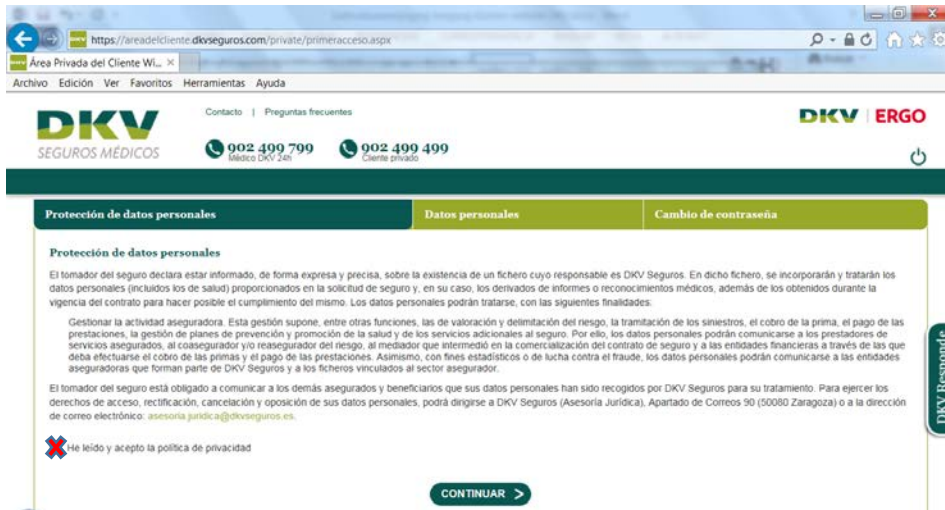 https://areadelcliente.dkvseguros.com/private/primeracceso.aspx
Área Privada del Cliente Wi...
Archivo Edición Ver Favoritos Herramientas Ayuda
DKV
SEGUROS MÉDICOS
Contacto | Preguntas frecuentes
902 499 799
Médico DKV 24h
902 499 499
Cliente privado
DKV | ERGO
Protección de datos personales
Datos personales
Cambio de contraseña
Protección de datos personales
El tomador del seguro declara estar informado, de forma expresa y precisa, sobre la existencia de un fichero cuyo responsable es DKV Seguros. En dicho fichero, se incorporarán y tratarán los
datos personales (incluidos los de salud) proporcionados en la solicitud de seguro y, en su caso, los derivados de informes o reconocimientos médicos, además de los obtenidos durante la
vigencia del contrato para hacer posible el cumplimiento del mismo. Los datos personales podrán tratarse, con las siguientes finalidades:
Gestionar la actividad aseguradora. Esta gestión supone, entre otras funciones, las de valoración y delimitación del riesgo, la tramitación de los siniestros, el cobro de la prima, el pago de las
prestaciones, la gestión de planes de prevención y promoción de la salud y de los servicios adicionales al seguro. Por ello, los datos personales podrán comunicarse a los prestadores de
servicios asegurados, al coasegurador y/o reasegurador del riesgo, al mediador que intermedió en la comercialización del contrato de seguro y a las entidades financieras a través de las que
deba efectuarse el cobro de las primas y el pago de las prestaciones. Asimismo, con fines estadísticos o de lucha contra el fraude, los datos personales podrán comunicarse a las entidades
aseguradoras que forman parte de DKV Seguros y a los ficheros vinculados al sector asegurador.
El tomador del seguro está obligado a comunicar a los demás asegurados y beneficiarios que sus datos personales han sido recogidos por DKV Seguros para su tratamiento. Para ejercer los
derechos de acceso, rectificación, cancelación y oposición de sus datos personales, podrá dirigirse a DKV Seguros (Asesoría Jurídica), Apartado de Correos 90 (50080 Zaragoza) o a la dirección
de correo electrónico: asesoria.juridica@dkvseguros.es.
He leído y acepto la política de privacidad
CONTINUAR >
DKV Responde